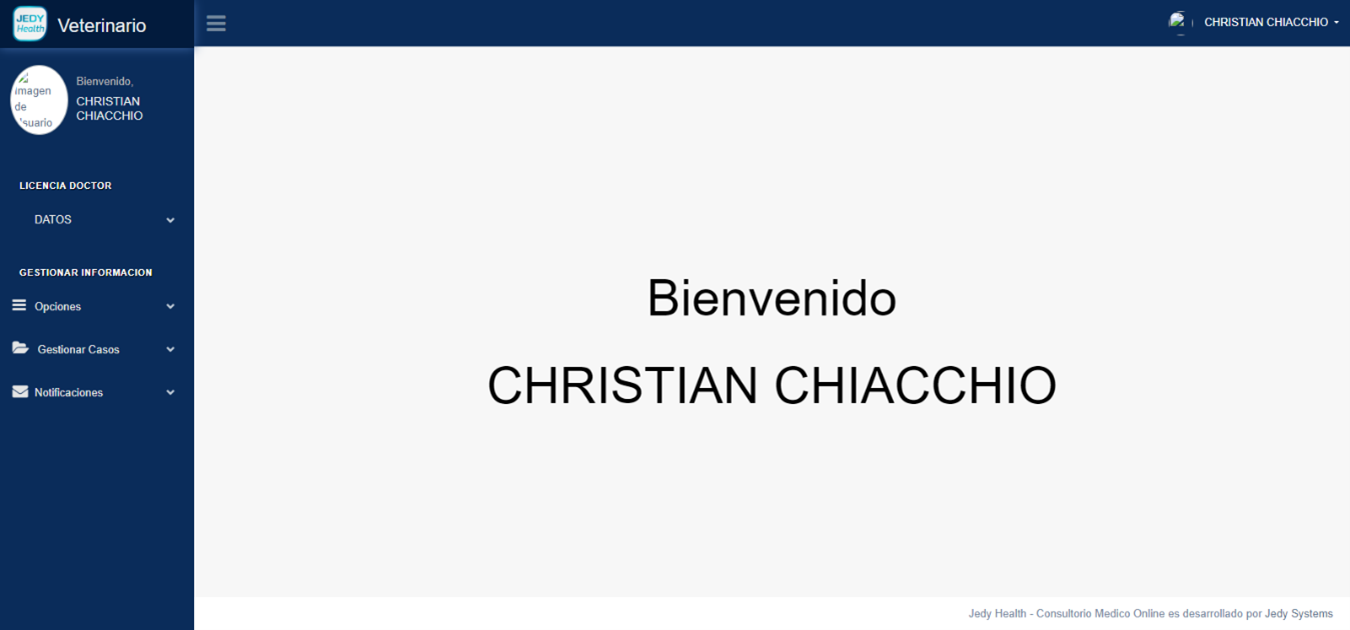 JEDY
Health
Veterinario
CHRISTIAN CHIACCHIO
Imagen
de
Usuario
Bienvenido,
CHRISTIAN
CHIACCHIO
LICENCIA DOCTOR
DATOS
GESTIONAR INFORMACION
Opciones
Gestionar Casos
Notificaciones
Bienvenido
CHRISTIAN CHIACCHIO
Jedy Health - Consultorio Medico Online es desarrollado por Jedy Systems